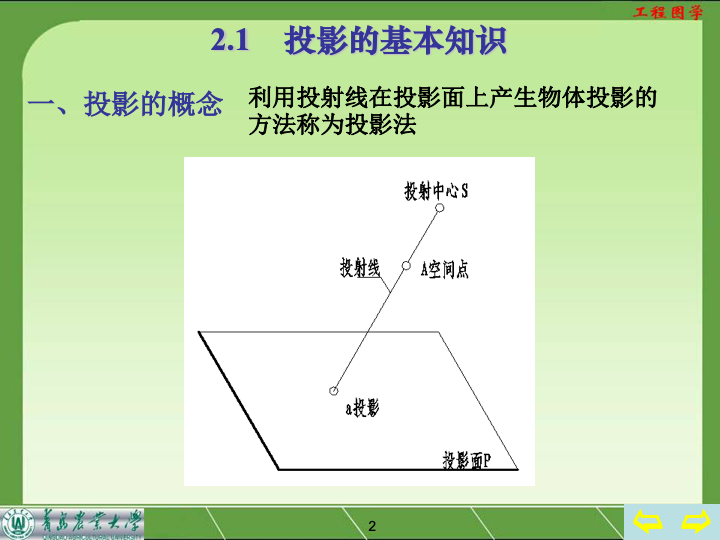 工程图学
2.1 投影的基本知识
一、投影的概念
利用投射线在投影面上产生物体投影的
方法称为投影法
投射中心S
投射线
A空间点
a投影
投影面P
青岛农业大学
QINGDAO AGRICULTURAL UNIVERSITY
2